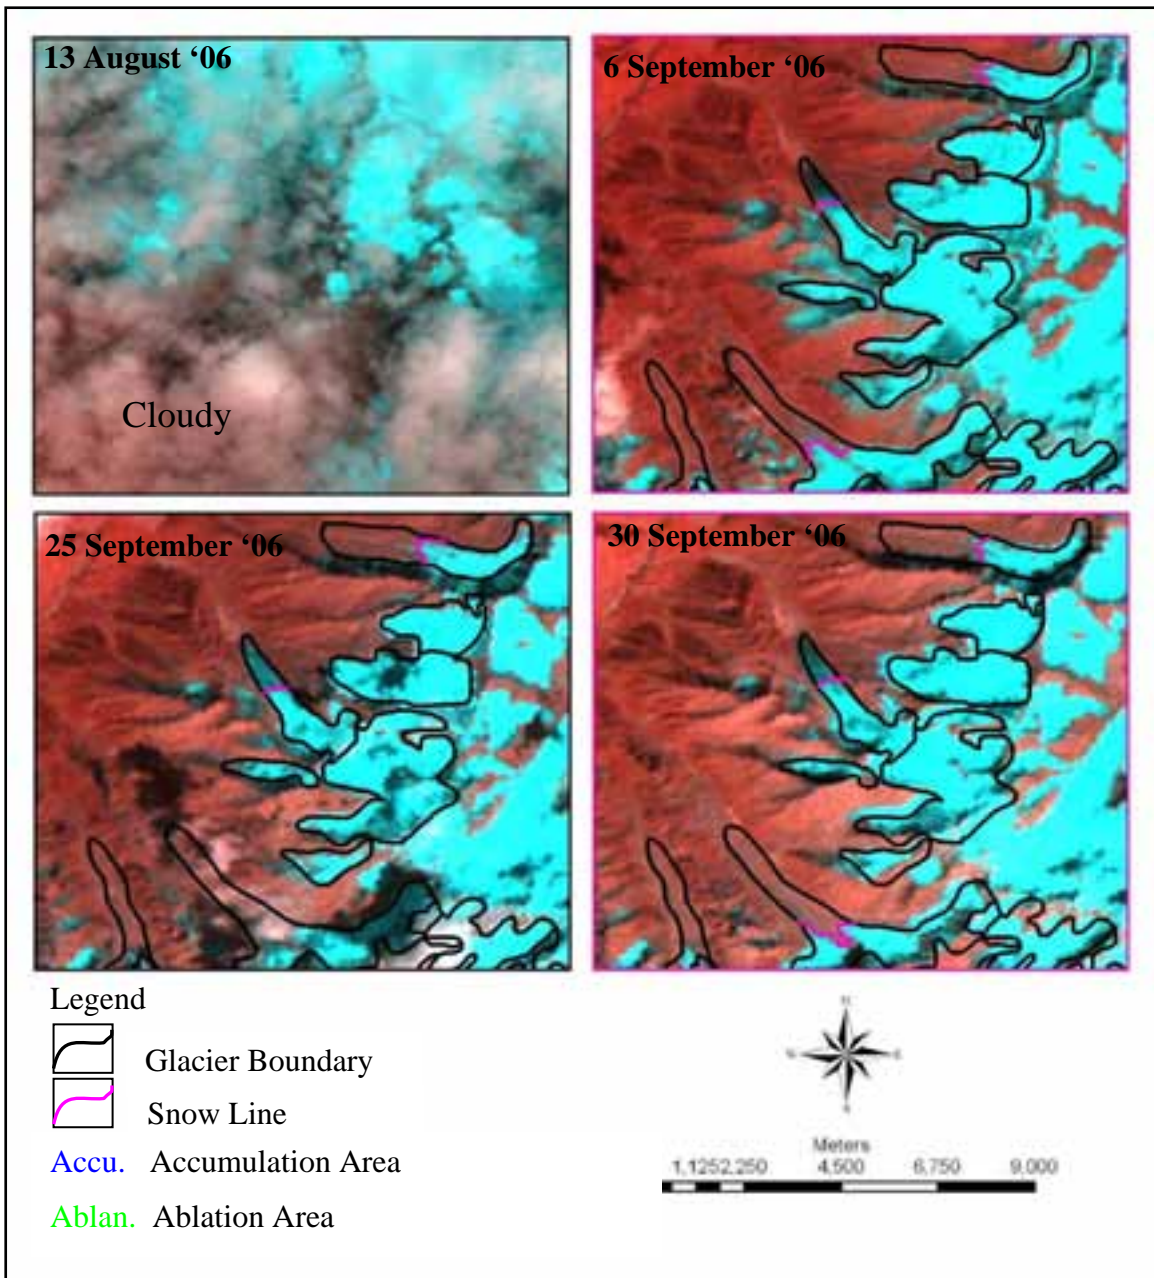 13 August ‘06
6 September ‘06
Cloudy
25 September ‘06
30 September ‘06
Legend
Glacier Boundary
Snow Line
Accu. Accumulation Area
Ablan. Ablation Area
N
E
Meters
1,1252,250 4,500 6,750 9,000